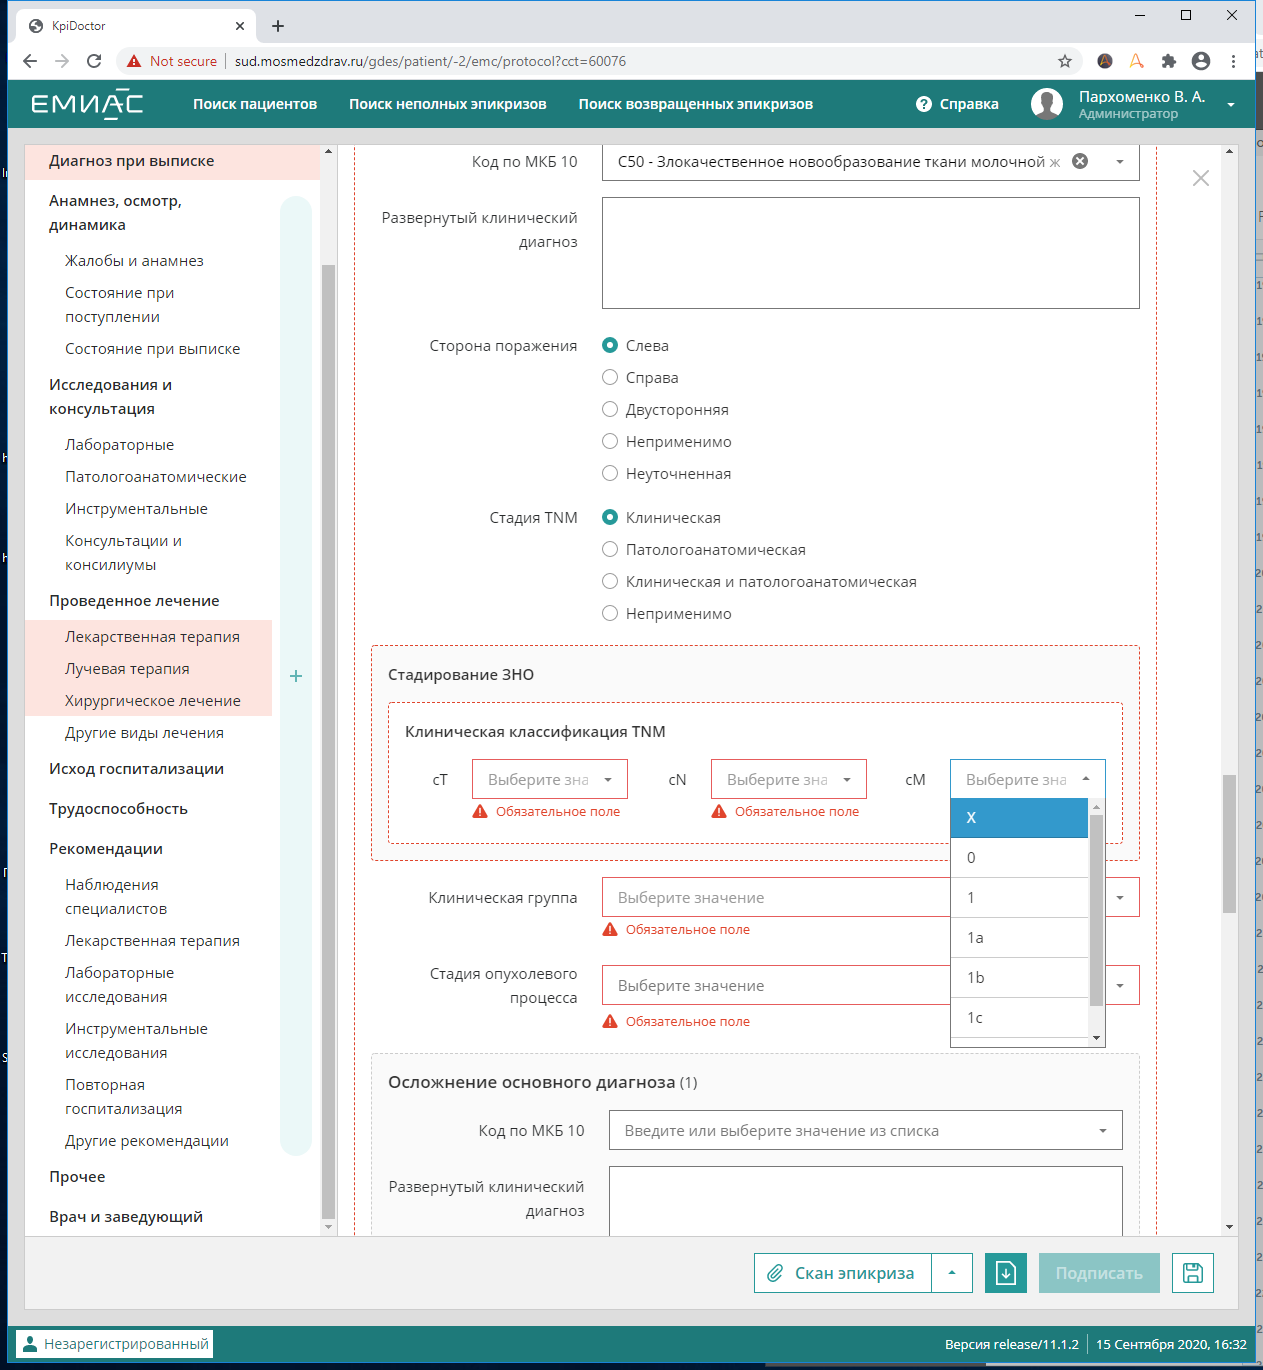 KpiDoctor
Not secure
sud.mosmedzdrav.ru/gdes/patient/-2/emc/protocol?cct=60076
ЕМИАС
Поиск пациентов
Поиск неполных эпикризов
Поиск возвращенных эпикризов
Справка
Пархоменко В. А.
Администратор
Диагноз при выписке
Анамнез, осмотр,
динамика
Жалобы и анамнез
Состояние при
поступлении
Состояние при выписке
Исследования и
консультация
Лабораторные
Патологоанатомические
Инструментальные
Консультации и
консилиумы
Проведенное лечение
Лекарственная терапия
Лучевая терапия
Хирургическое лечение
Другие виды лечения
Исход госпитализации
Трудоспособность
Рекомендации
Наблюдения
специалистов
Лекарственная терапия
Лабораторные
исследования
Инструментальные
исследования
Повторная
госпитализация
Другие рекомендации
Прочее
Врач и заведующий
Код по МКБ 10
C50 - Злокачественное новообразование ткани молочной ж
Развернутый клинический
диагноз
Сторона поражения
Слева
Справа
Двусторонняя
Неприменимо
Неуточненная
Стадия TNM
Клиническая
Патологоанатомическая
Клиническая и патологоанатомическая
Неприменимо
Стадирование ЗНО
Клиническая классификация TNM
cT
Выберите зна
Обязательное поле
cN
Выберите зна
Обязательное поле
cM
Выберите зна
X
0
1
1a
1b
1c
Клиническая группа
Выберите значение
Обязательное поле
Стадия опухолевого
процесса
Выберите значение
Обязательное поле
Осложнение основного диагноза (1)
Код по МКБ 10
Введите или выберите значение из списка
Развернутый клинический
диагноз
Скан эпикриза
Подписать
Незарегистрированный
Версия release/11.1.2
15 Сентября 2020, 16:32